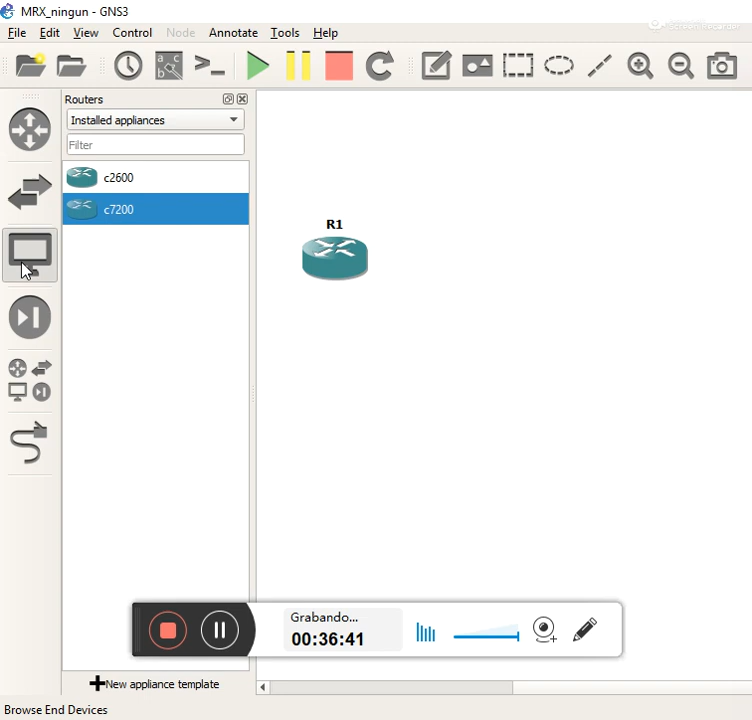 MRX_ningun - GNS3
File Edit View Control Node Annotate Tools Help
Routers
Installed appliances
Filter
c2600
c7200
R1
Grabando...
00:36:41
New appliance template
Browse End Devices